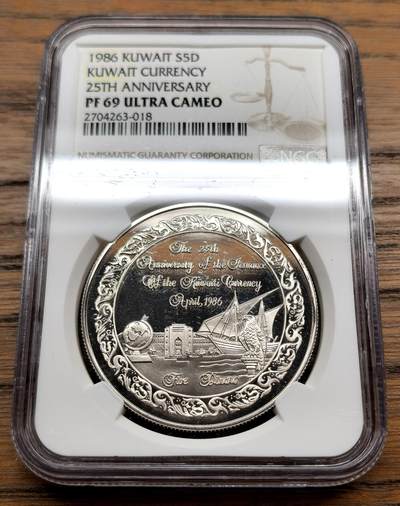 1986 KUWAIT S5D
KUWAIT CURRENCY
25TH ANNIVERSARY
PF 69 ULTRA CAMEO
2704263-018
NUMISMATIC GUARANTY CORPORATION
NGC
The 25th
Anniversary of the Issuance
Of the Kuwaiti Currency
April, 1986
Five Dinars